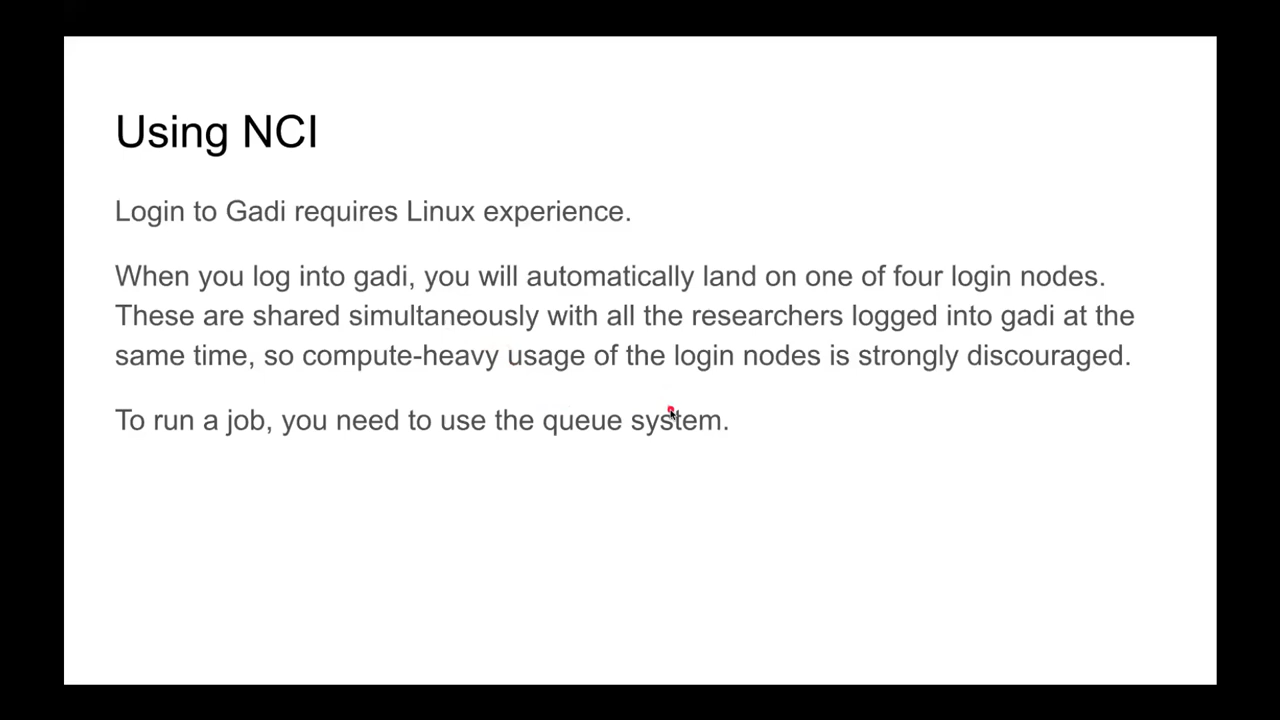 Using NCI
Login to Gadi requires Linux experience.
When you log into gadi, you will automatically land on one of four login nodes.
These are shared simultaneously with all the researchers logged into gadi at the
same time, so compute-heavy usage of the login nodes is strongly discouraged.
To run a job, you need to use the queue system.